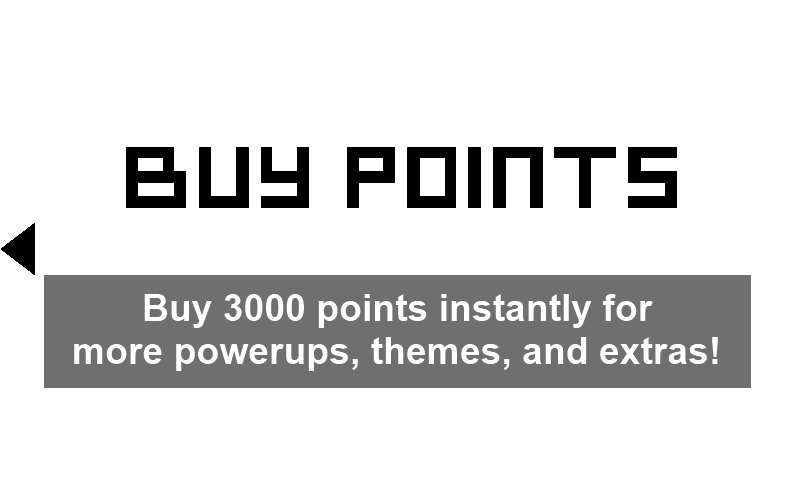 BUY POINTS
Buy 3000 points instantly for
more powerups, themes, and extras!